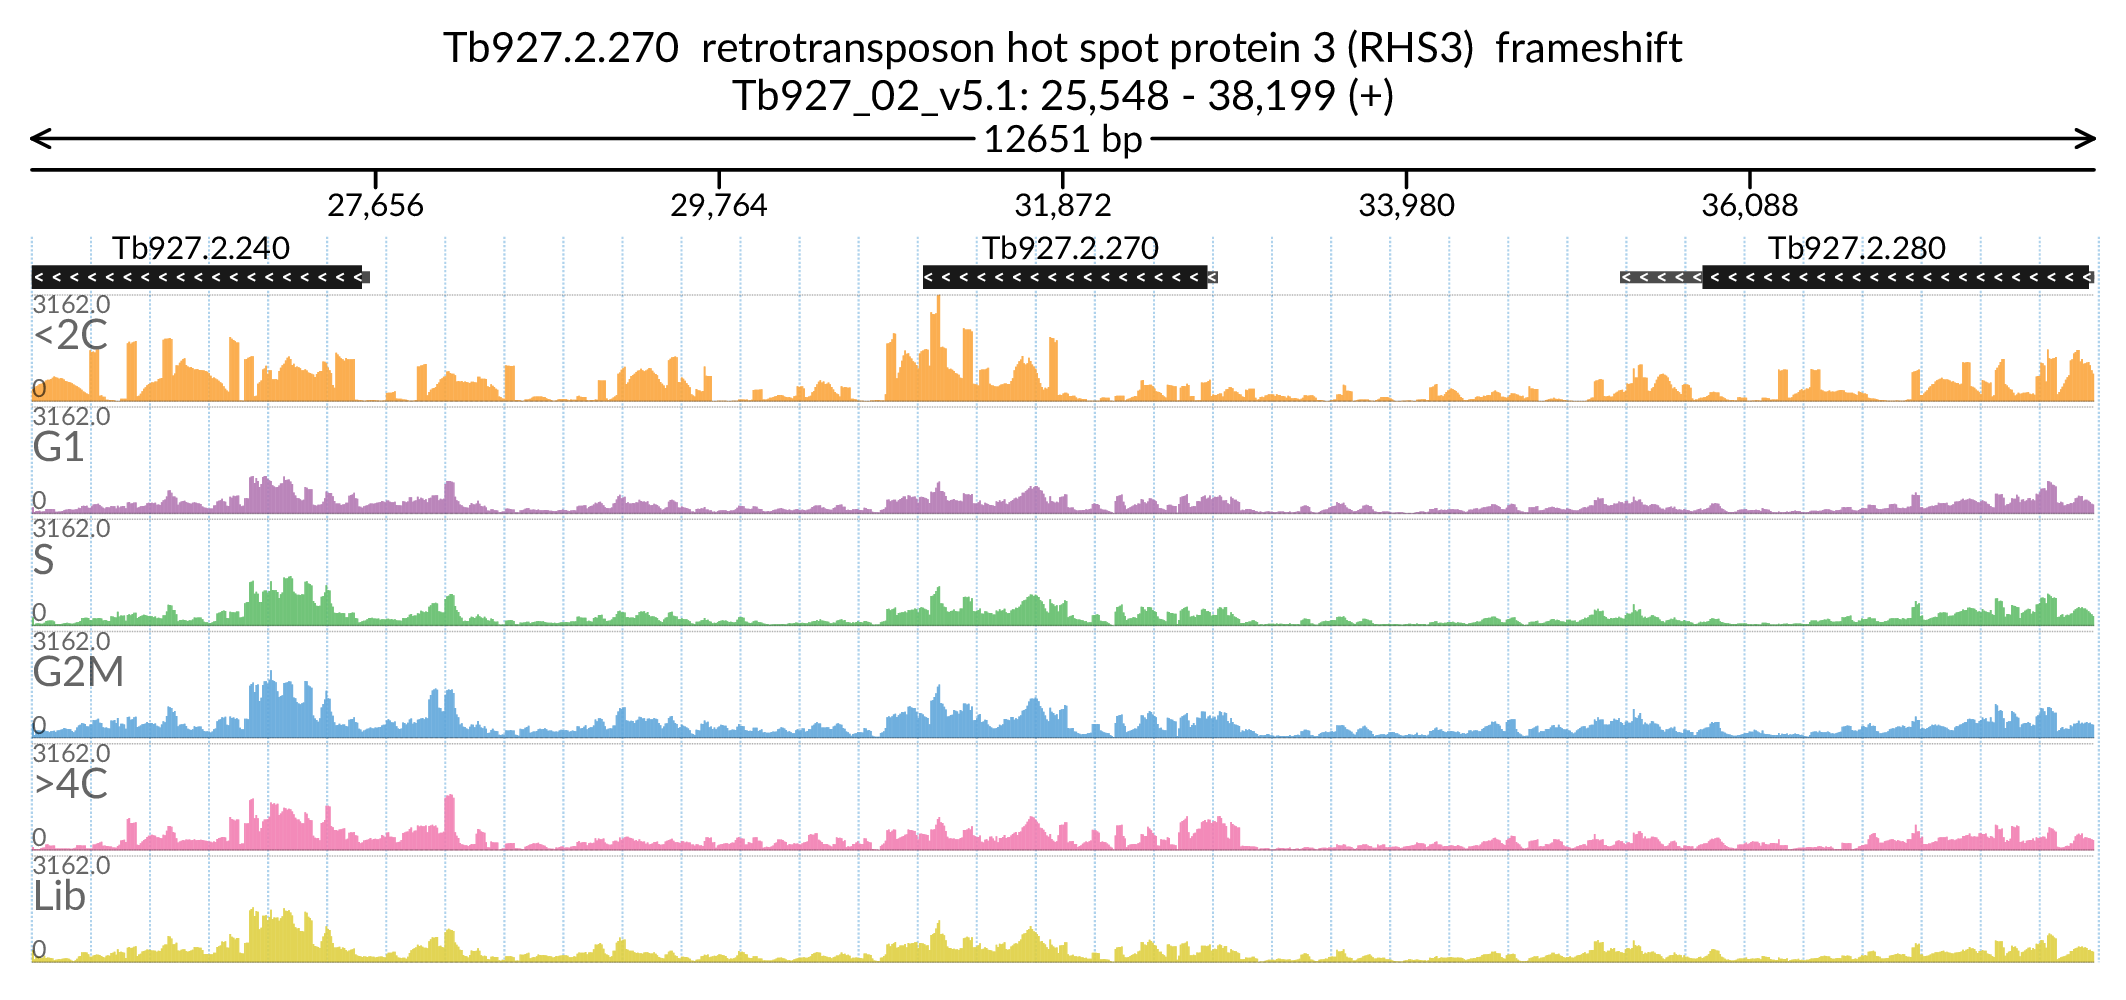 Tb927.2.270  retrotransposon hot spot protein 3 (RHS3)  frameshift
Tb927_02_v5.1: 25,548 - 38,199 (+)
12651 bp
27,656 29,764 31,872 33,980 36,088
Tb927.2.240 Tb927.2.270 Tb927.2.280
3162.0
<2C
0
3162.0
G1
0
3162.0
S
0
3162.0
G2M
0
3162.0
>4C
0
3162.0
Lib
0